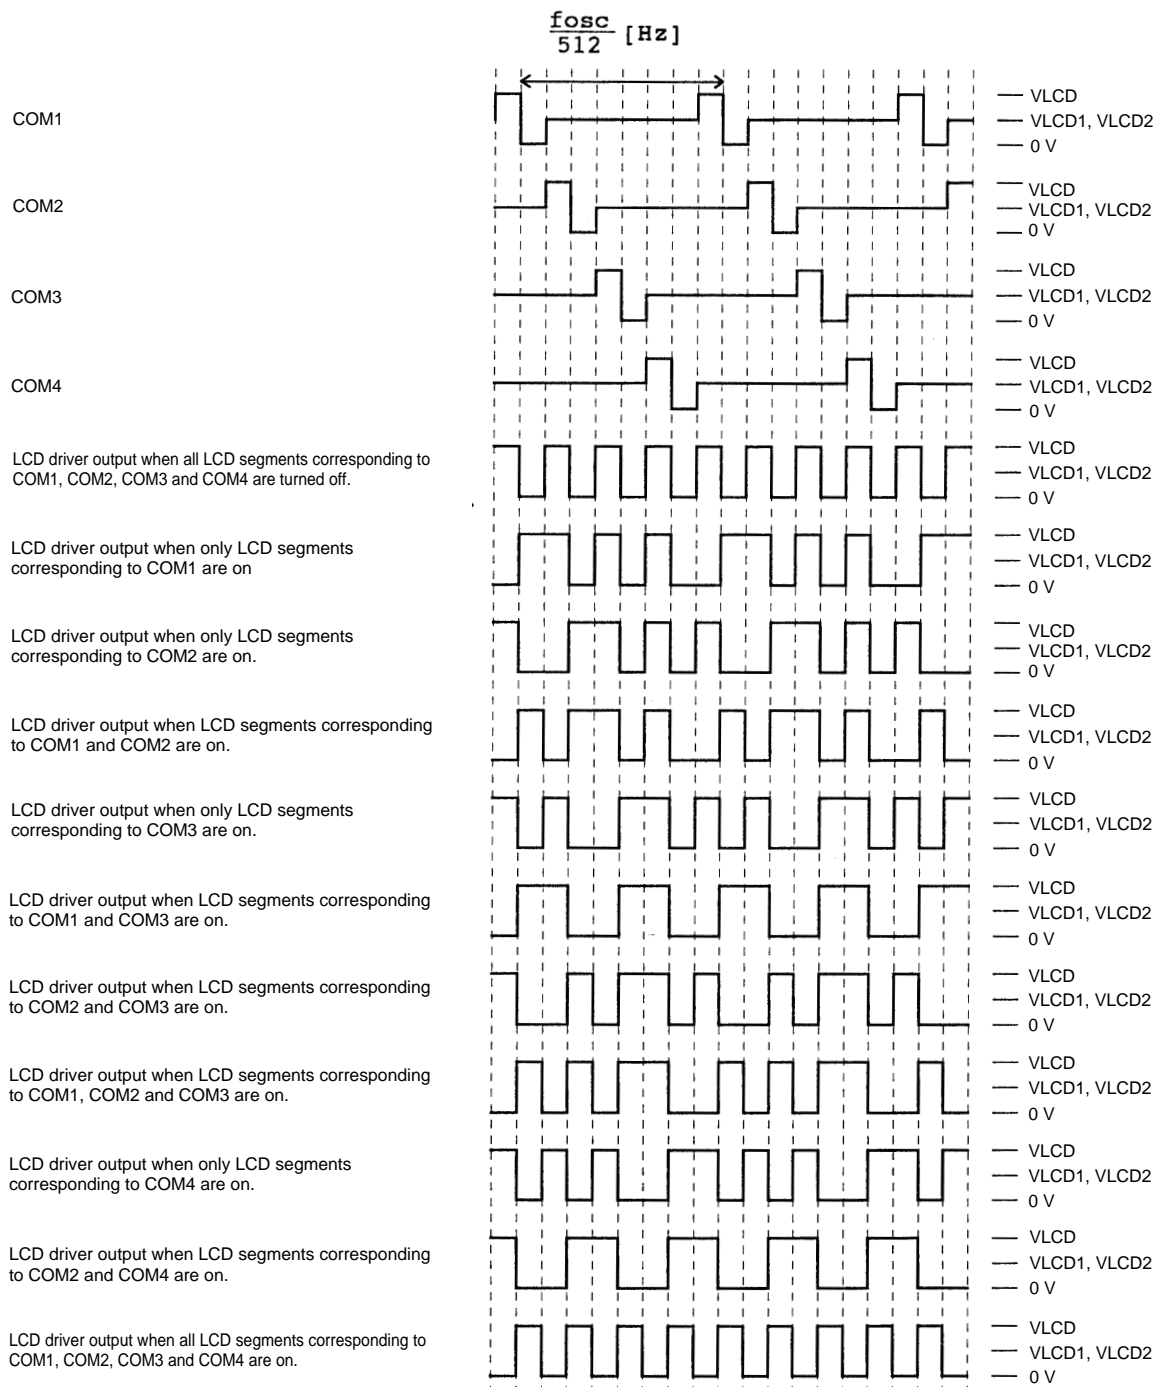 fosc
512
[Hz]
COM1
VLCD
VLCD1, VLCD2
0 V
COM2
VLCD
VLCD1, VLCD2
0 V
COM3
VLCD
VLCD1, VLCD2
0 V
COM4
VLCD
VLCD1, VLCD2
0 V
LCD driver output when all LCD segments corresponding to
COM1, COM2, COM3 and COM4 are turned off.
VLCD
VLCD1, VLCD2
0 V
LCD driver output when only LCD segments
corresponding to COM1 are on
VLCD
VLCD1, VLCD2
0 V
LCD driver output when only LCD segments
corresponding to COM2 are on.
VLCD
VLCD1, VLCD2
0 V
LCD driver output when LCD segments corresponding
to COM1 and COM2 are on.
VLCD
VLCD1, VLCD2
0 V
LCD driver output when only LCD segments
corresponding to COM3 are on.
VLCD
VLCD1, VLCD2
0 V
LCD driver output when LCD segments corresponding
to COM1 and COM3 are on.
VLCD
VLCD1, VLCD2
0 V
LCD driver output when LCD segments corresponding
to COM2 and COM3 are on.
VLCD
VLCD1, VLCD2
0 V
LCD driver output when LCD segments corresponding
to COM1, COM2 and COM3 are on.
VLCD
VLCD1, VLCD2
0 V
LCD driver output when only LCD segments
corresponding to COM4 are on.
VLCD
VLCD1, VLCD2
0 V
LCD driver output when LCD segments corresponding
to COM2 and COM4 are on.
VLCD
VLCD1, VLCD2
0 V
LCD driver output when all LCD segments corresponding to
COM1, COM2, COM3 and COM4 are on.
VLCD
VLCD1, VLCD2
0 V